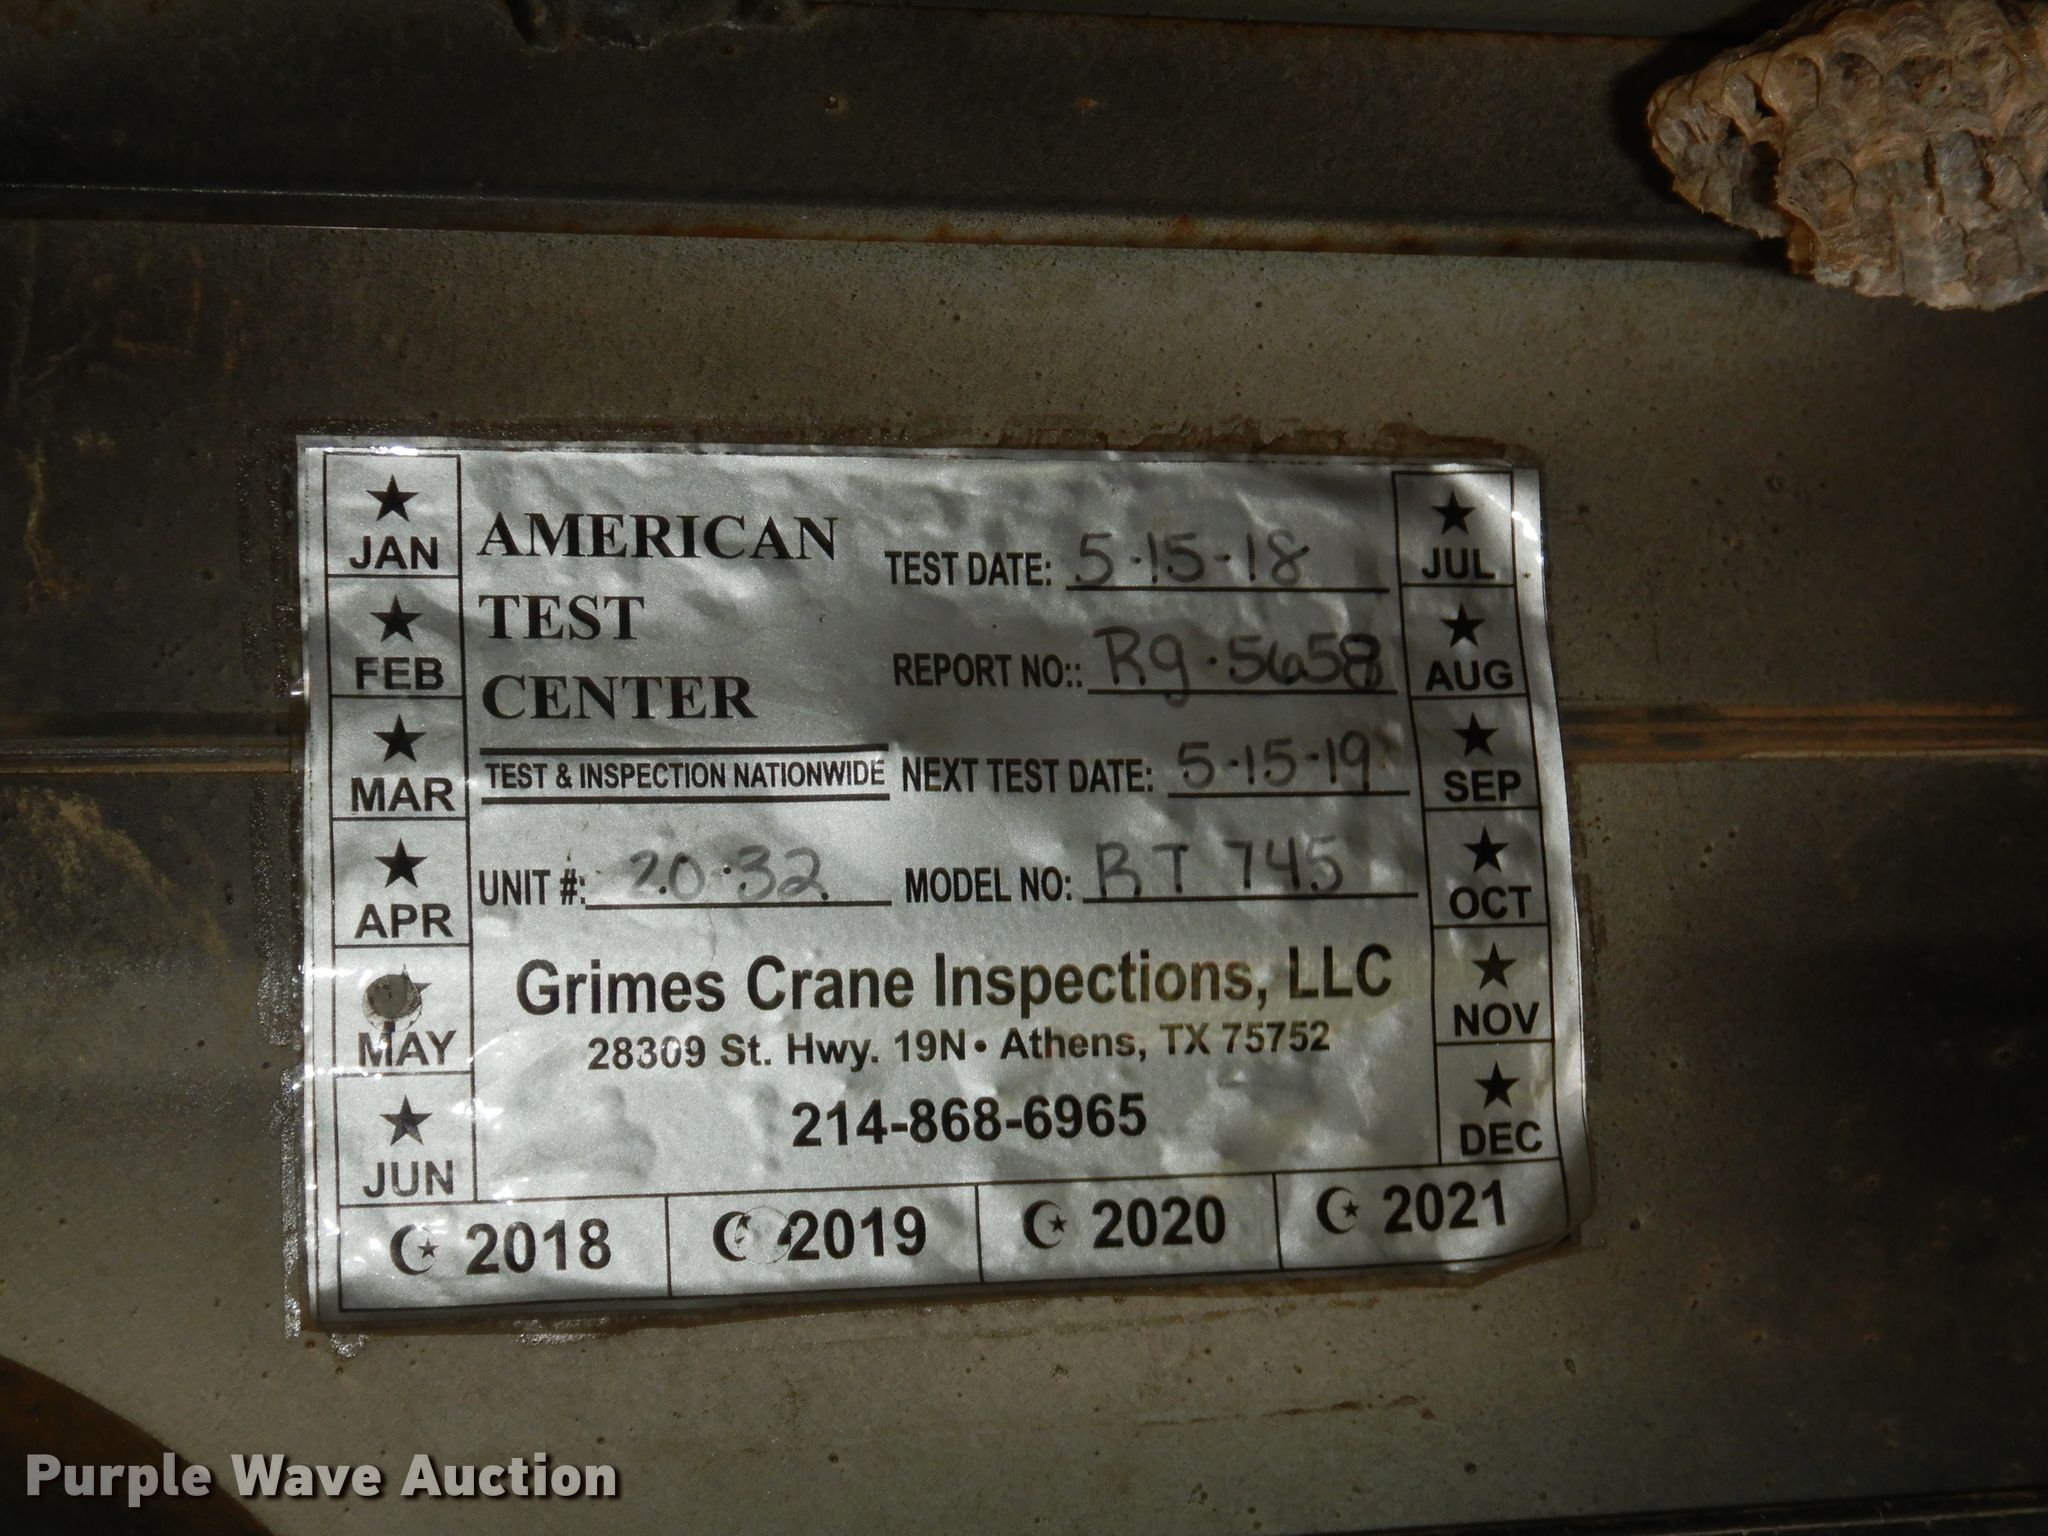 ★ JAN
★ FEB
★ MAR
★ APR
MAY
★ JUN
AMERICAN
TEST
CENTER
TEST & INSPECTION NATIONWIDE
TEST DATE: 5-15-18
REPORT NO:: Rg-5658
NEXT TEST DATE: 5-15-19
UNIT #: 20-32
MODEL NO: RT 745
Grimes Crane Inspections, LLC
28309 St. Hwy. 19N • Athens, TX 75752
214-868-6965
★ JUL
★ AUG
★ SEP
★ OCT
★ NOV
★ DEC
☪ 2018
☪ 2019
☪ 2020
☪ 2021
Purple Wave Auction